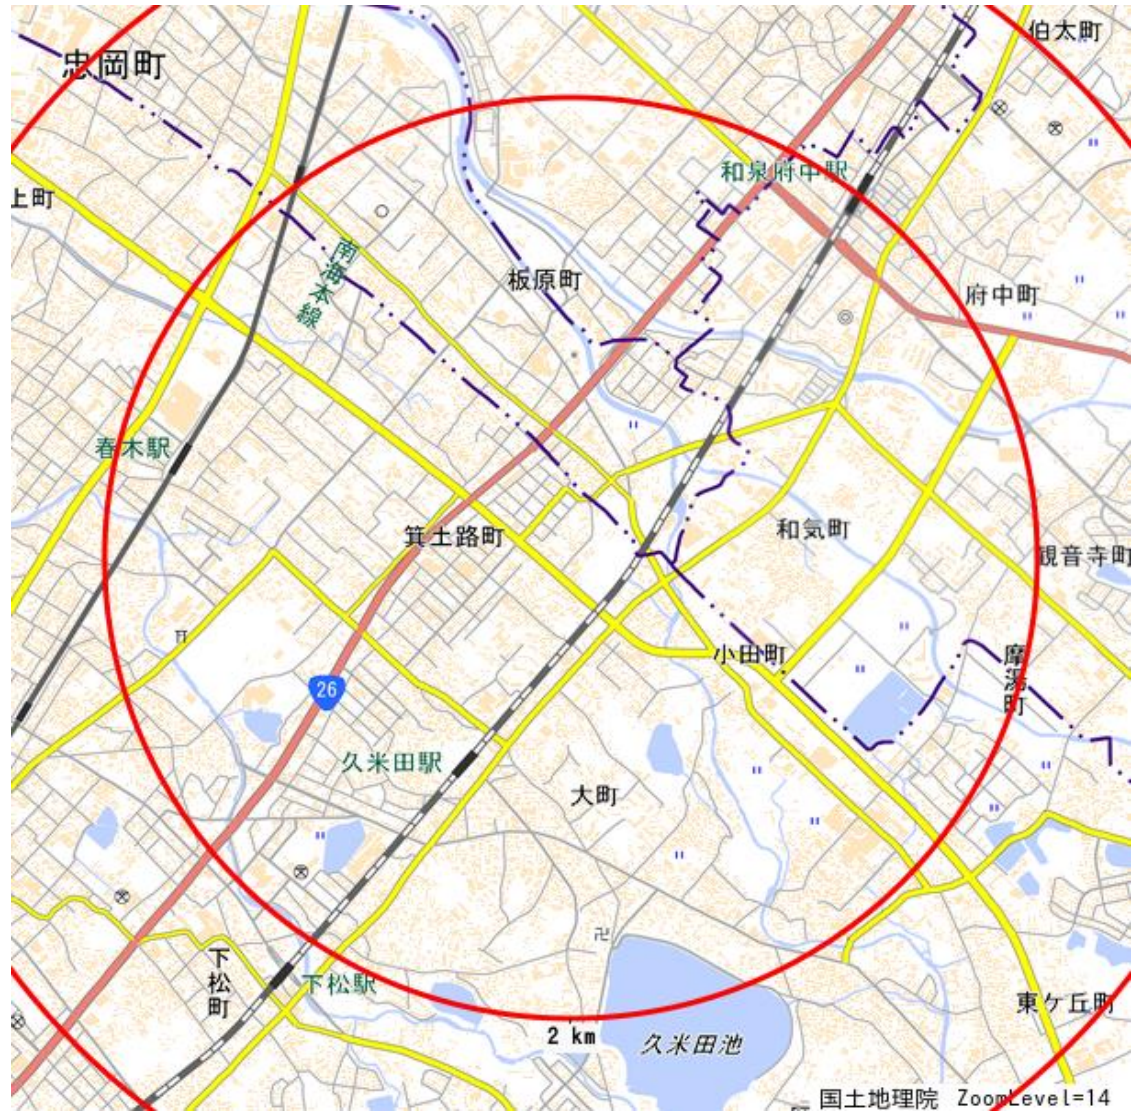 伯太町
忠岡町
和泉府中駅
上町
南海本線
板原町
府中町
春木駅
箕土路町
和気町
観音寺町
小田町
摩湯町
26
久米田駅
大町
下松町
下松駅
東ケ丘町
2 km
久米田池
国土地理院 ZoomLevel=14